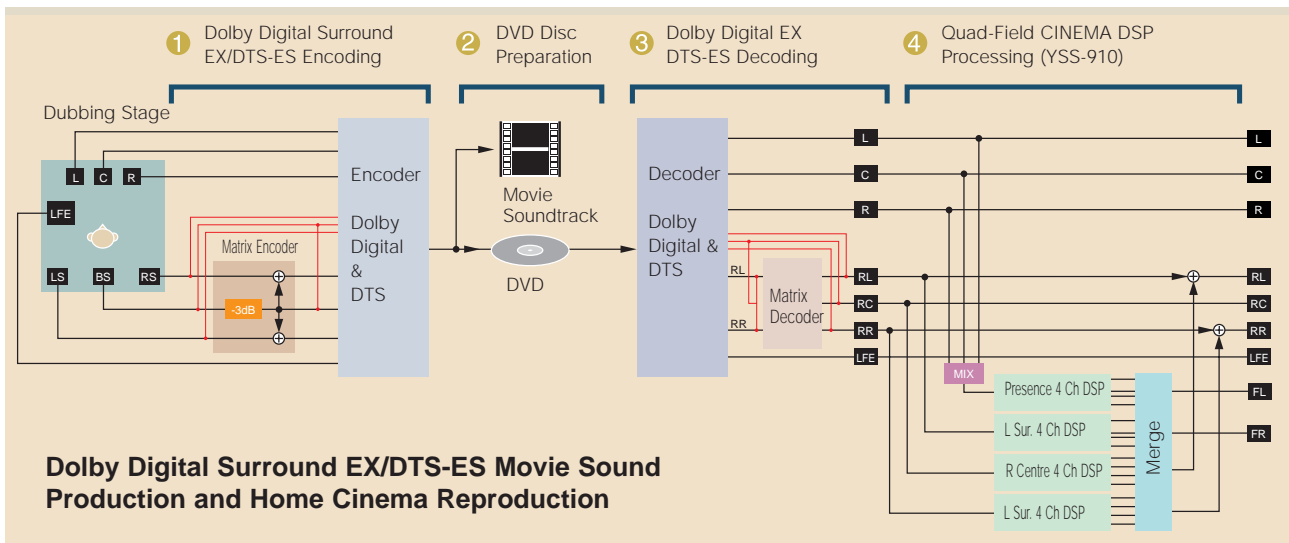 1 Dolby Digital Surround
EX/DTS-ES Encoding
2 DVD Disc
Preparation
3 Dolby Digital EX
DTS-ES Decoding
4 Quad-Field CINEMA DSP
Processing (YSS-910)
Dubbing Stage
L C R
LFE
LS BS RS
Matrix Encoder
-3dB
Encoder
Dolby
Digital
&
DTS
Movie
Soundtrack
DVD
Decoder
Dolby
Digital &
DTS
RL
RR
Matrix
Decoder
L
C
R
RL
RC
RR
LFE
MIX
Presence 4 Ch DSP
L Sur. 4 Ch DSP
R Centre 4 Ch DSP
L Sur. 4 Ch DSP
Merge
L
C
R
RL
RC
RR
LFE
FL
FR
Dolby Digital Surround EX/DTS-ES Movie Sound
Production and Home Cinema Reproduction